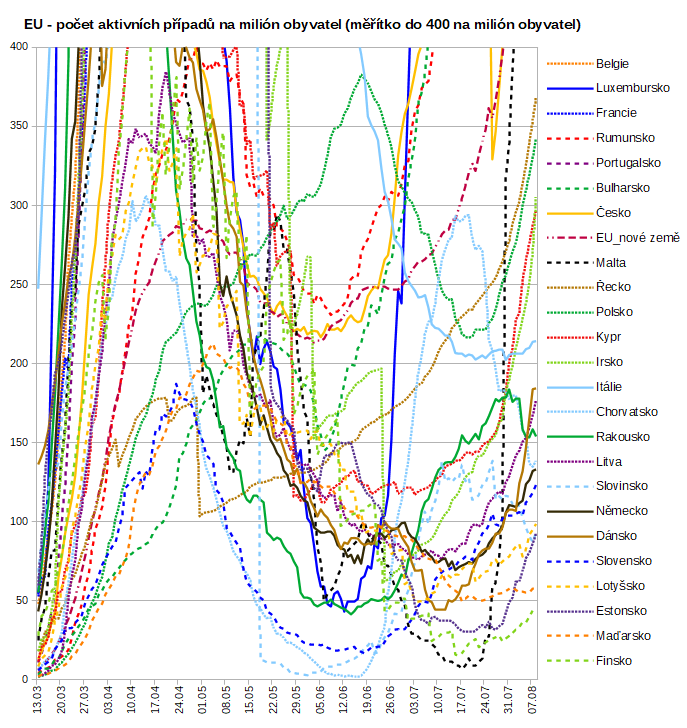 EU - počet aktivních případů na milión obyvatel (měřítko do 400 na milión obyvatel)
400
350
300
250
200
150
100
50
0
13.03
20.03
27.03
03.04
10.04
17.04
24.04
01.05
08.05
15.05
22.05
29.05
05.06
12.06
19.06
26.06
03.07
10.07
17.07
24.07
31.07
07.08
Belgie
Luxembursko
Francie
Rumunsko
Portugalsko
Bulharsko
Česko
EU_nové země
Malta
Řecko
Polsko
Kypr
Irsko
Itálie
Chorvatsko
Rakousko
Litva
Slovinsko
Německo
Dánsko
Slovensko
Lotyšsko
Estonsko
Maďarsko
Finsko